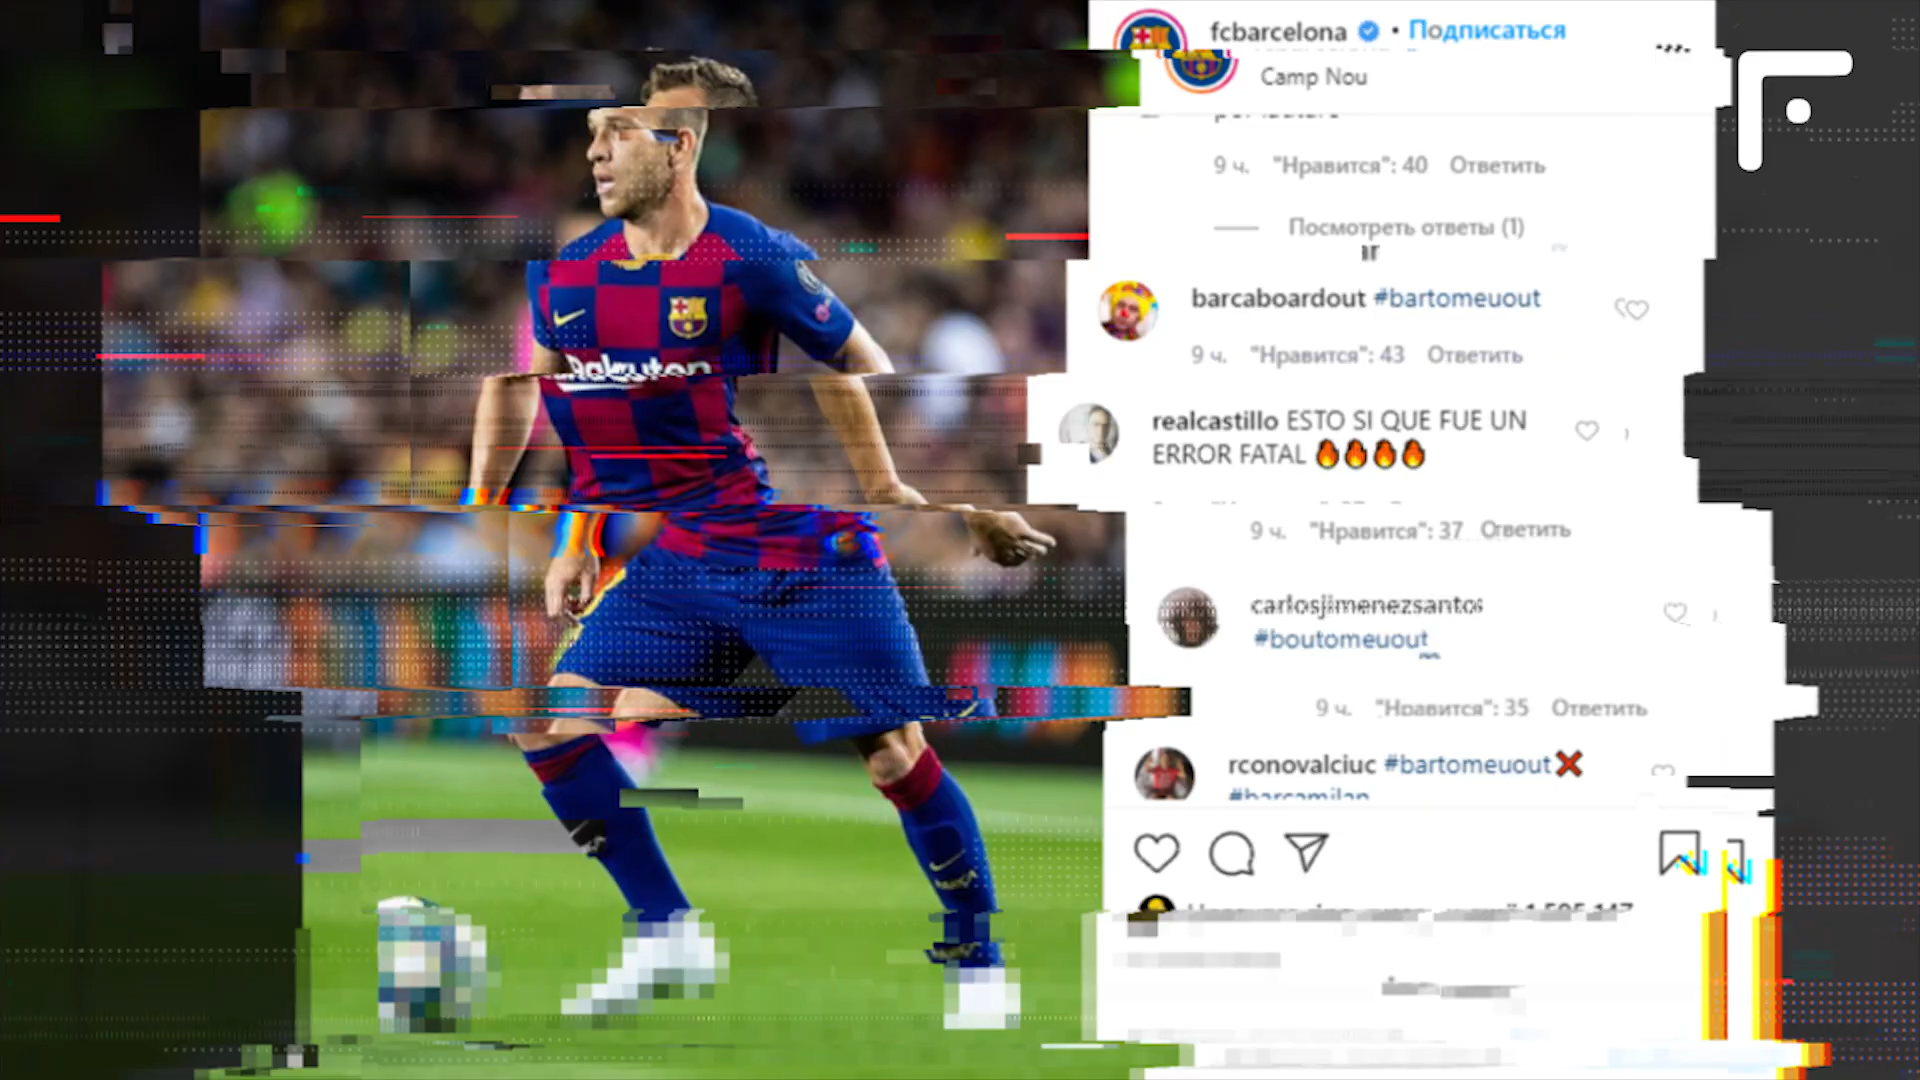 fcbarcelona • Подписаться
Camp Nou
9 ч. "Нравится": 40 Ответить
Посмотреть ответы (1)
barcaboardout #bartomeuout
9 ч. "Нравится": 43 Ответить
realcastillo ESTO SI QUE FUE UN
ERROR FATAL 🔥🔥🔥🔥
9 ч. "Нравится": 37 Ответить
carlosjimenezsantos
#boutomeuout
9 ч. "Нравится": 35 Ответить
rconovalciuc #bartomeuout❌
#barcamilan
Rakuten